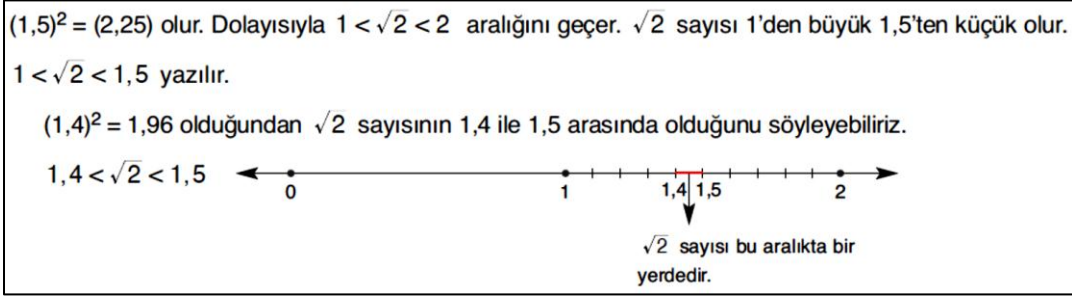 (1,5)² = (2,25) olur. Dolayısıyla 1 < √2 < 2 aralığını geçer. √2 sayısı 1'den büyük 1,5'ten küçük olur.
1 < √2 < 1,5 yazılır.
(1,4)² = 1,96 olduğundan √2 sayısının 1,4 ile 1,5 arasında olduğunu söyleyebiliriz.
1,4 < √2 < 1,5
0 1 1,4 1,5 2
√2 sayısı bu aralıkta bir
yerdedir.